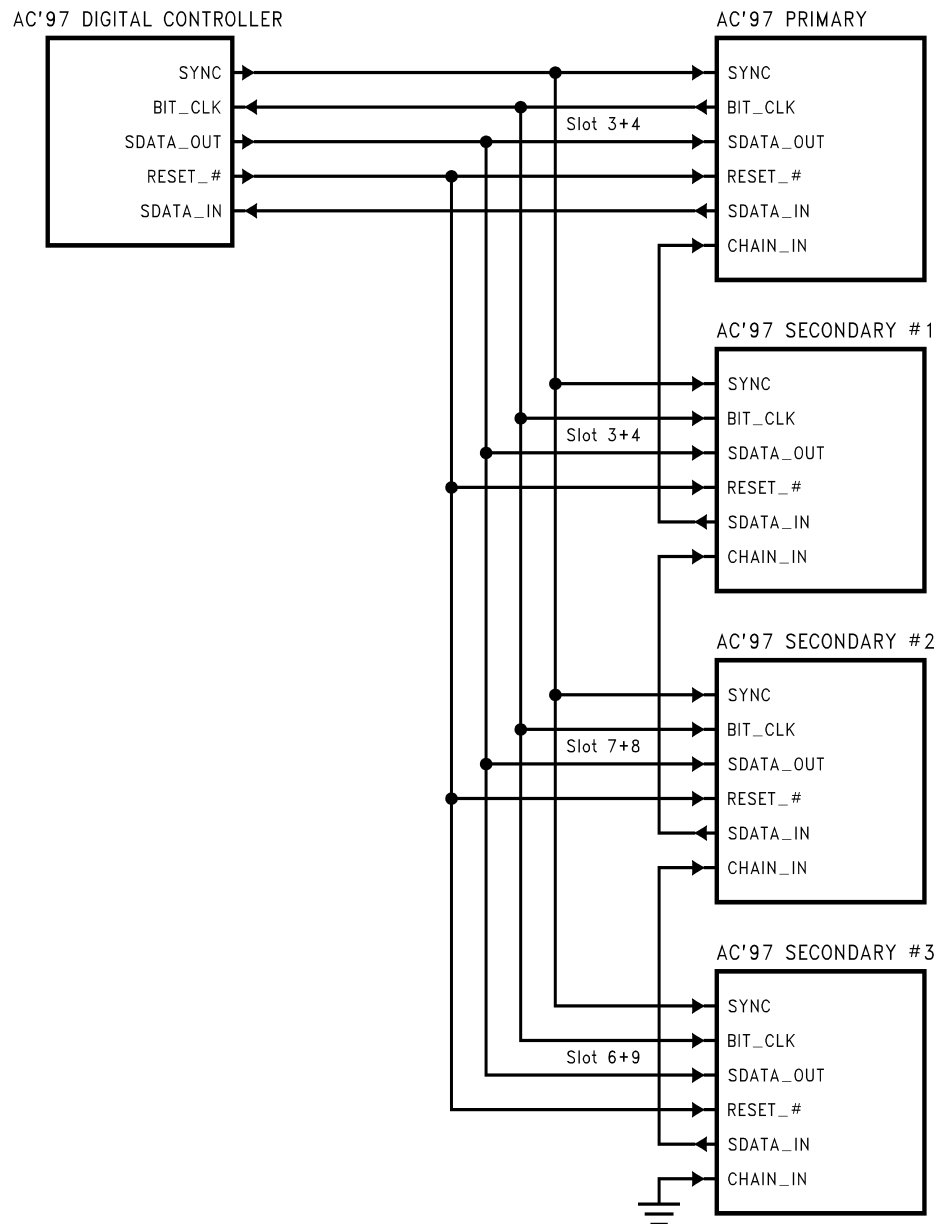 AC'97 DIGITAL CONTROLLER
SYNC
BIT_CLK
SDATA_OUT
RESET_#
SDATA_IN
AC'97 PRIMARY
SYNC
BIT_CLK
Slot 3+4
SDATA_OUT
RESET_#
SDATA_IN
CHAIN_IN
AC'97 SECONDARY #1
SYNC
BIT_CLK
Slot 3+4
SDATA_OUT
RESET_#
SDATA_IN
CHAIN_IN
AC'97 SECONDARY #2
SYNC
BIT_CLK
Slot 7+8
SDATA_OUT
RESET_#
SDATA_IN
CHAIN_IN
AC'97 SECONDARY #3
SYNC
BIT_CLK
Slot 6+9
SDATA_OUT
RESET_#
SDATA_IN
CHAIN_IN